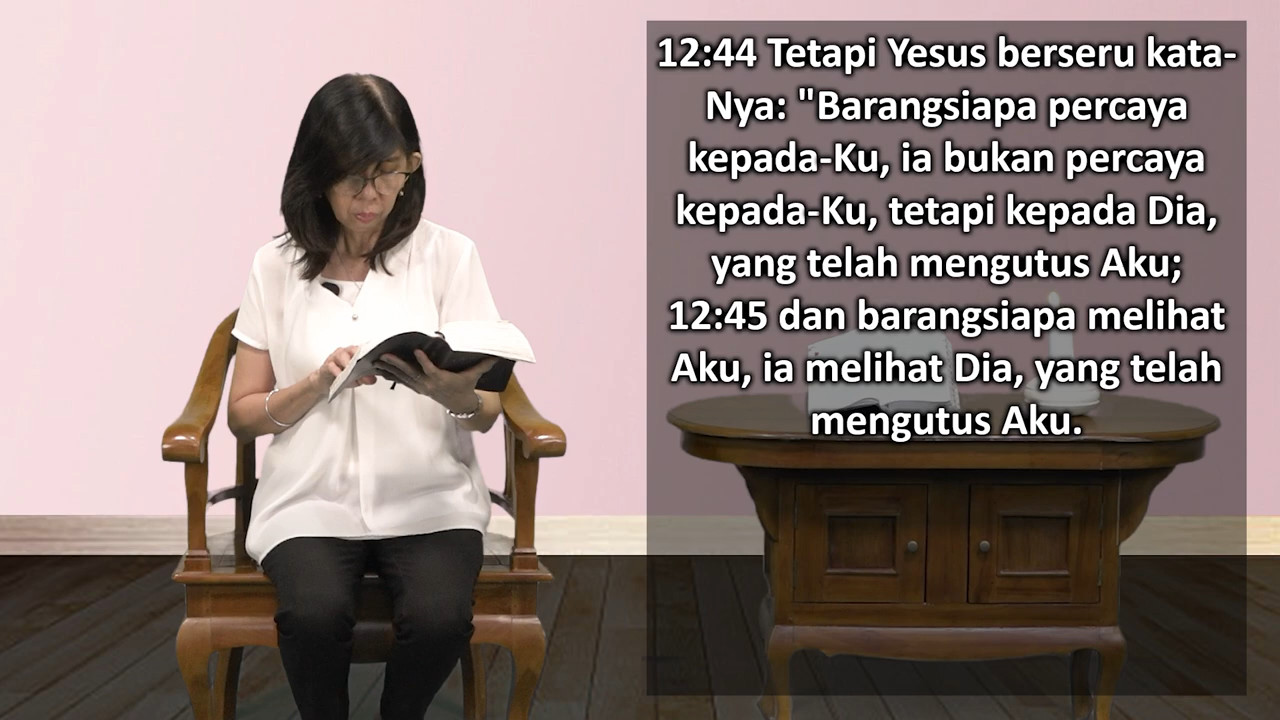 12:44 Tetapi Yesus berseru kata-
Nya: "Barangsiapa percaya
kepada-Ku, ia bukan percaya
kepada-Ku, tetapi kepada Dia,
yang telah mengutus Aku;
12:45 dan barangsiapa melihat
Aku, ia melihat Dia, yang telah
mengutus Aku.